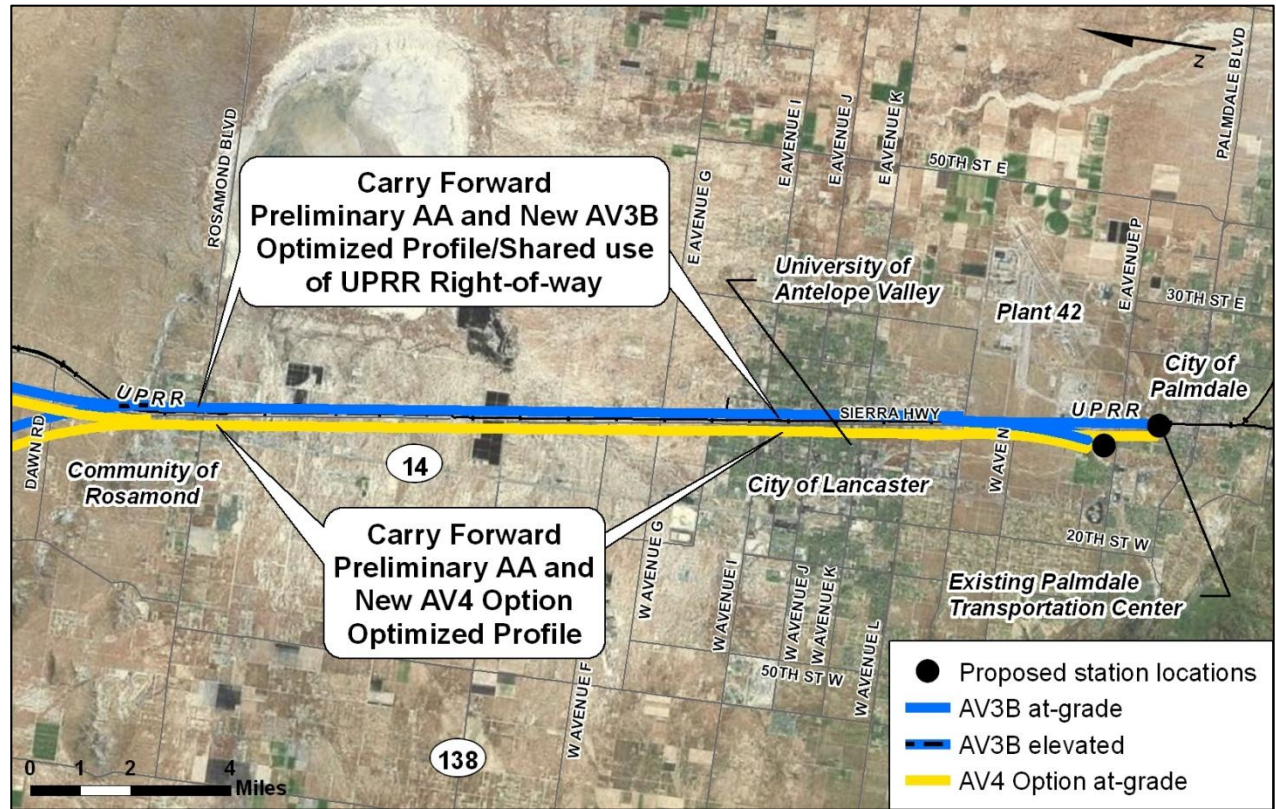 Z
PALMDALE BLVD
ROSAMOND BLVD
E AVENUE G
E AVENUE I
E AVENUE J
E AVENUE K
50TH ST E
E AVENUE P
30TH ST E
Carry Forward
Preliminary AA and New AV3B
Optimized Profile/Shared use
of UPRR Right-of-way
University of
Antelope Valley
Plant 42
City of
Palmdale
UPRR
SIERRA HWY
UPRR
DAWN RD
Community of
Rosamond
14
City of Lancaster
W AVE N
20TH ST W
Carry Forward
Preliminary AA and
New AV4 Option
Optimized Profile
W AVENUE F
W AVENUE G
W AVENUE I
W AVENUE J
W AVENUE K
W AVENUE L
50TH ST W
Existing Palmdale
Transportation Center
138
0 1 2 4
Miles
Proposed station locations
AV3B at-grade
AV3B elevated
AV4 Option at-grade